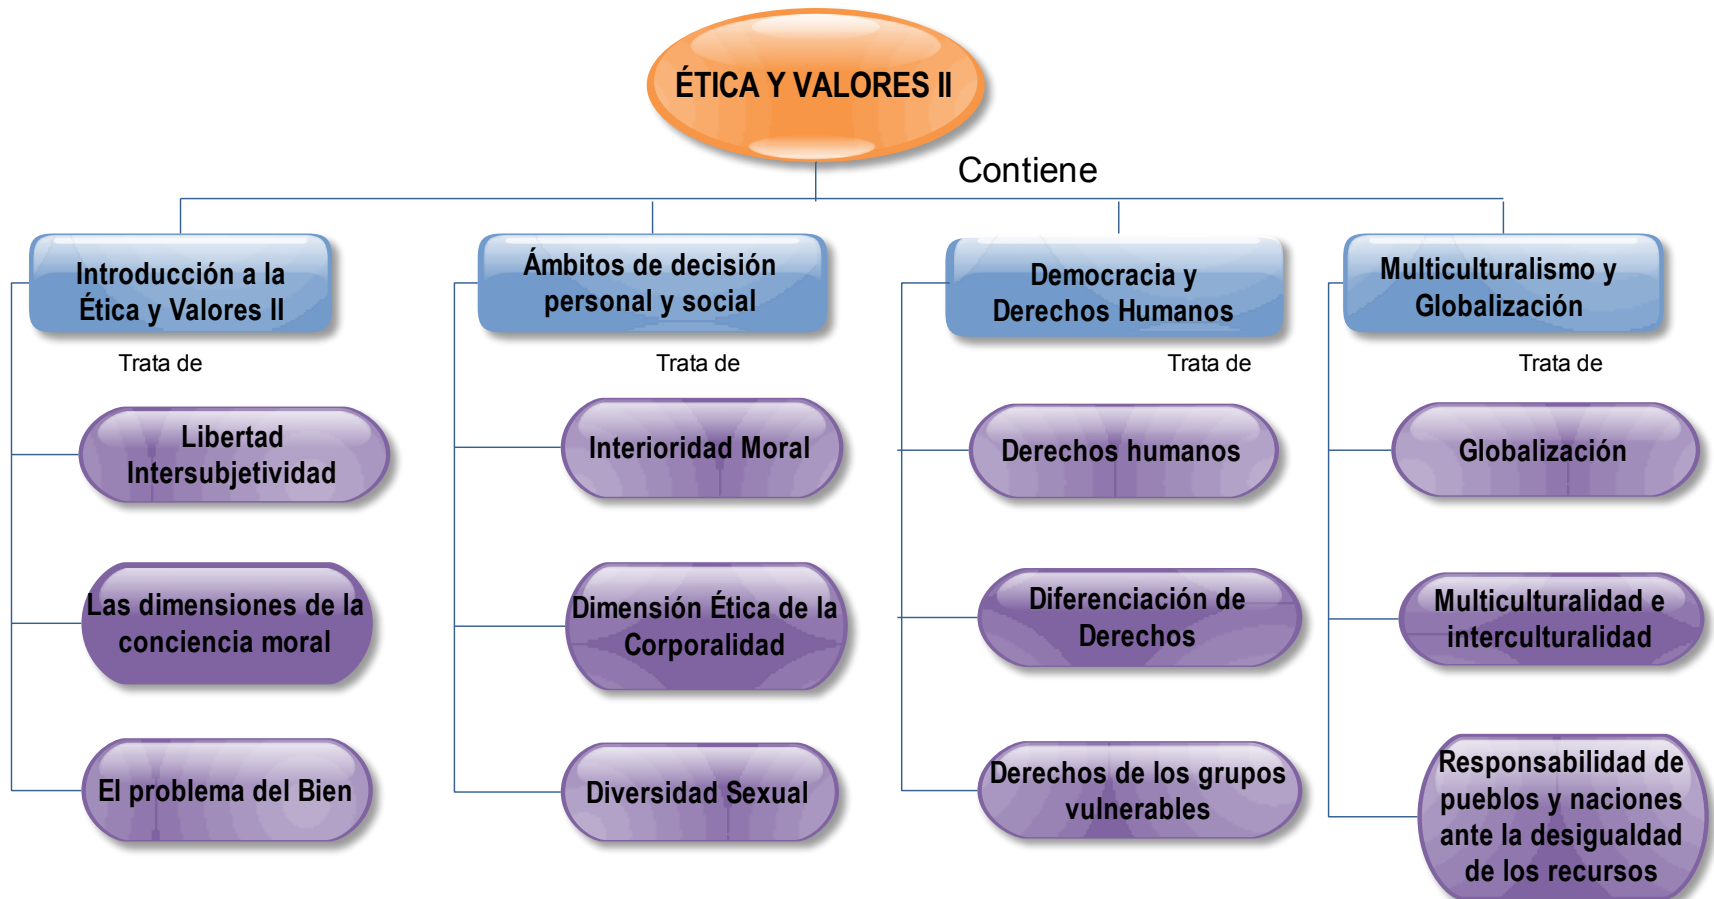 ÉTICA Y VALORES II
Contiene
Introducción a la
Ética y Valores II
Trata de
Libertad
Intersubjetividad
Las dimensiones de la
conciencia moral
El problema del Bien
Ámbitos de decisión
personal y social
Trata de
Interioridad Moral
Dimensión Ética de la
Corporalidad
Diversidad Sexual
Democracia y
Derechos Humanos
Trata de
Derechos humanos
Diferenciación de
Derechos
Derechos de los grupos
vulnerables
Multiculturalismo y
Globalización
Trata de
Globalización
Multiculturalidad e
interculturalidad
Responsabilidad de
pueblos y naciones
ante la desigualdad
de los recursos